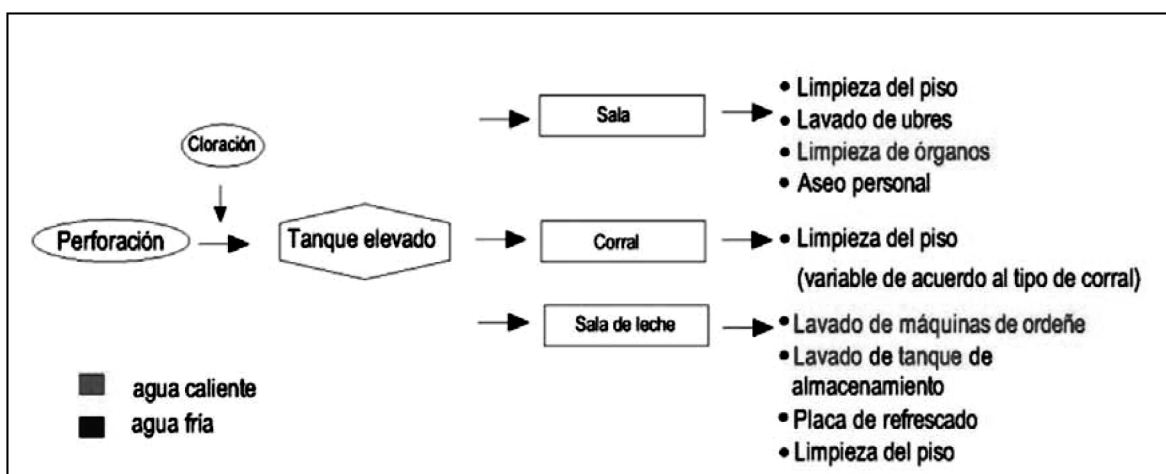 Cloración
Perforación
Tanque elevado
Sala
• Limpieza del piso
• Lavado de ubres
• Limpieza de órganos
• Aseo personal
Corral
• Limpieza del piso
(variable de acuerdo al tipo de corral)
Sala de leche
• Lavado de máquinas de ordeñe
• Lavado de tanque de
almacenamiento
• Placa de refrescado
• Limpieza del piso
agua caliente
agua fría